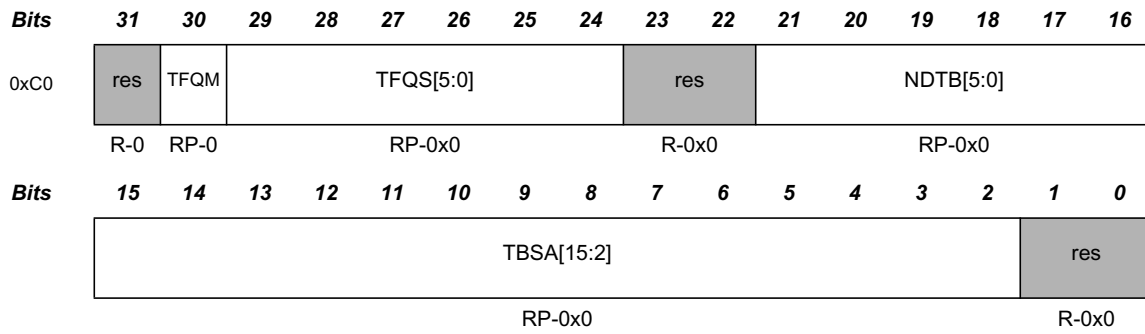 Bits 31 30 29 28 27 26 25 24 23 22 21 20 19 18 17 16
0xC0 res TFQM TFQS[5:0] res NDTB[5:0]
R-0 RP-0 RP-0x0 R-0x0 RP-0x0
Bits 15 14 13 12 11 10 9 8 7 6 5 4 3 2 1 0
TBSA[15:2] res
RP-0x0 R-0x0